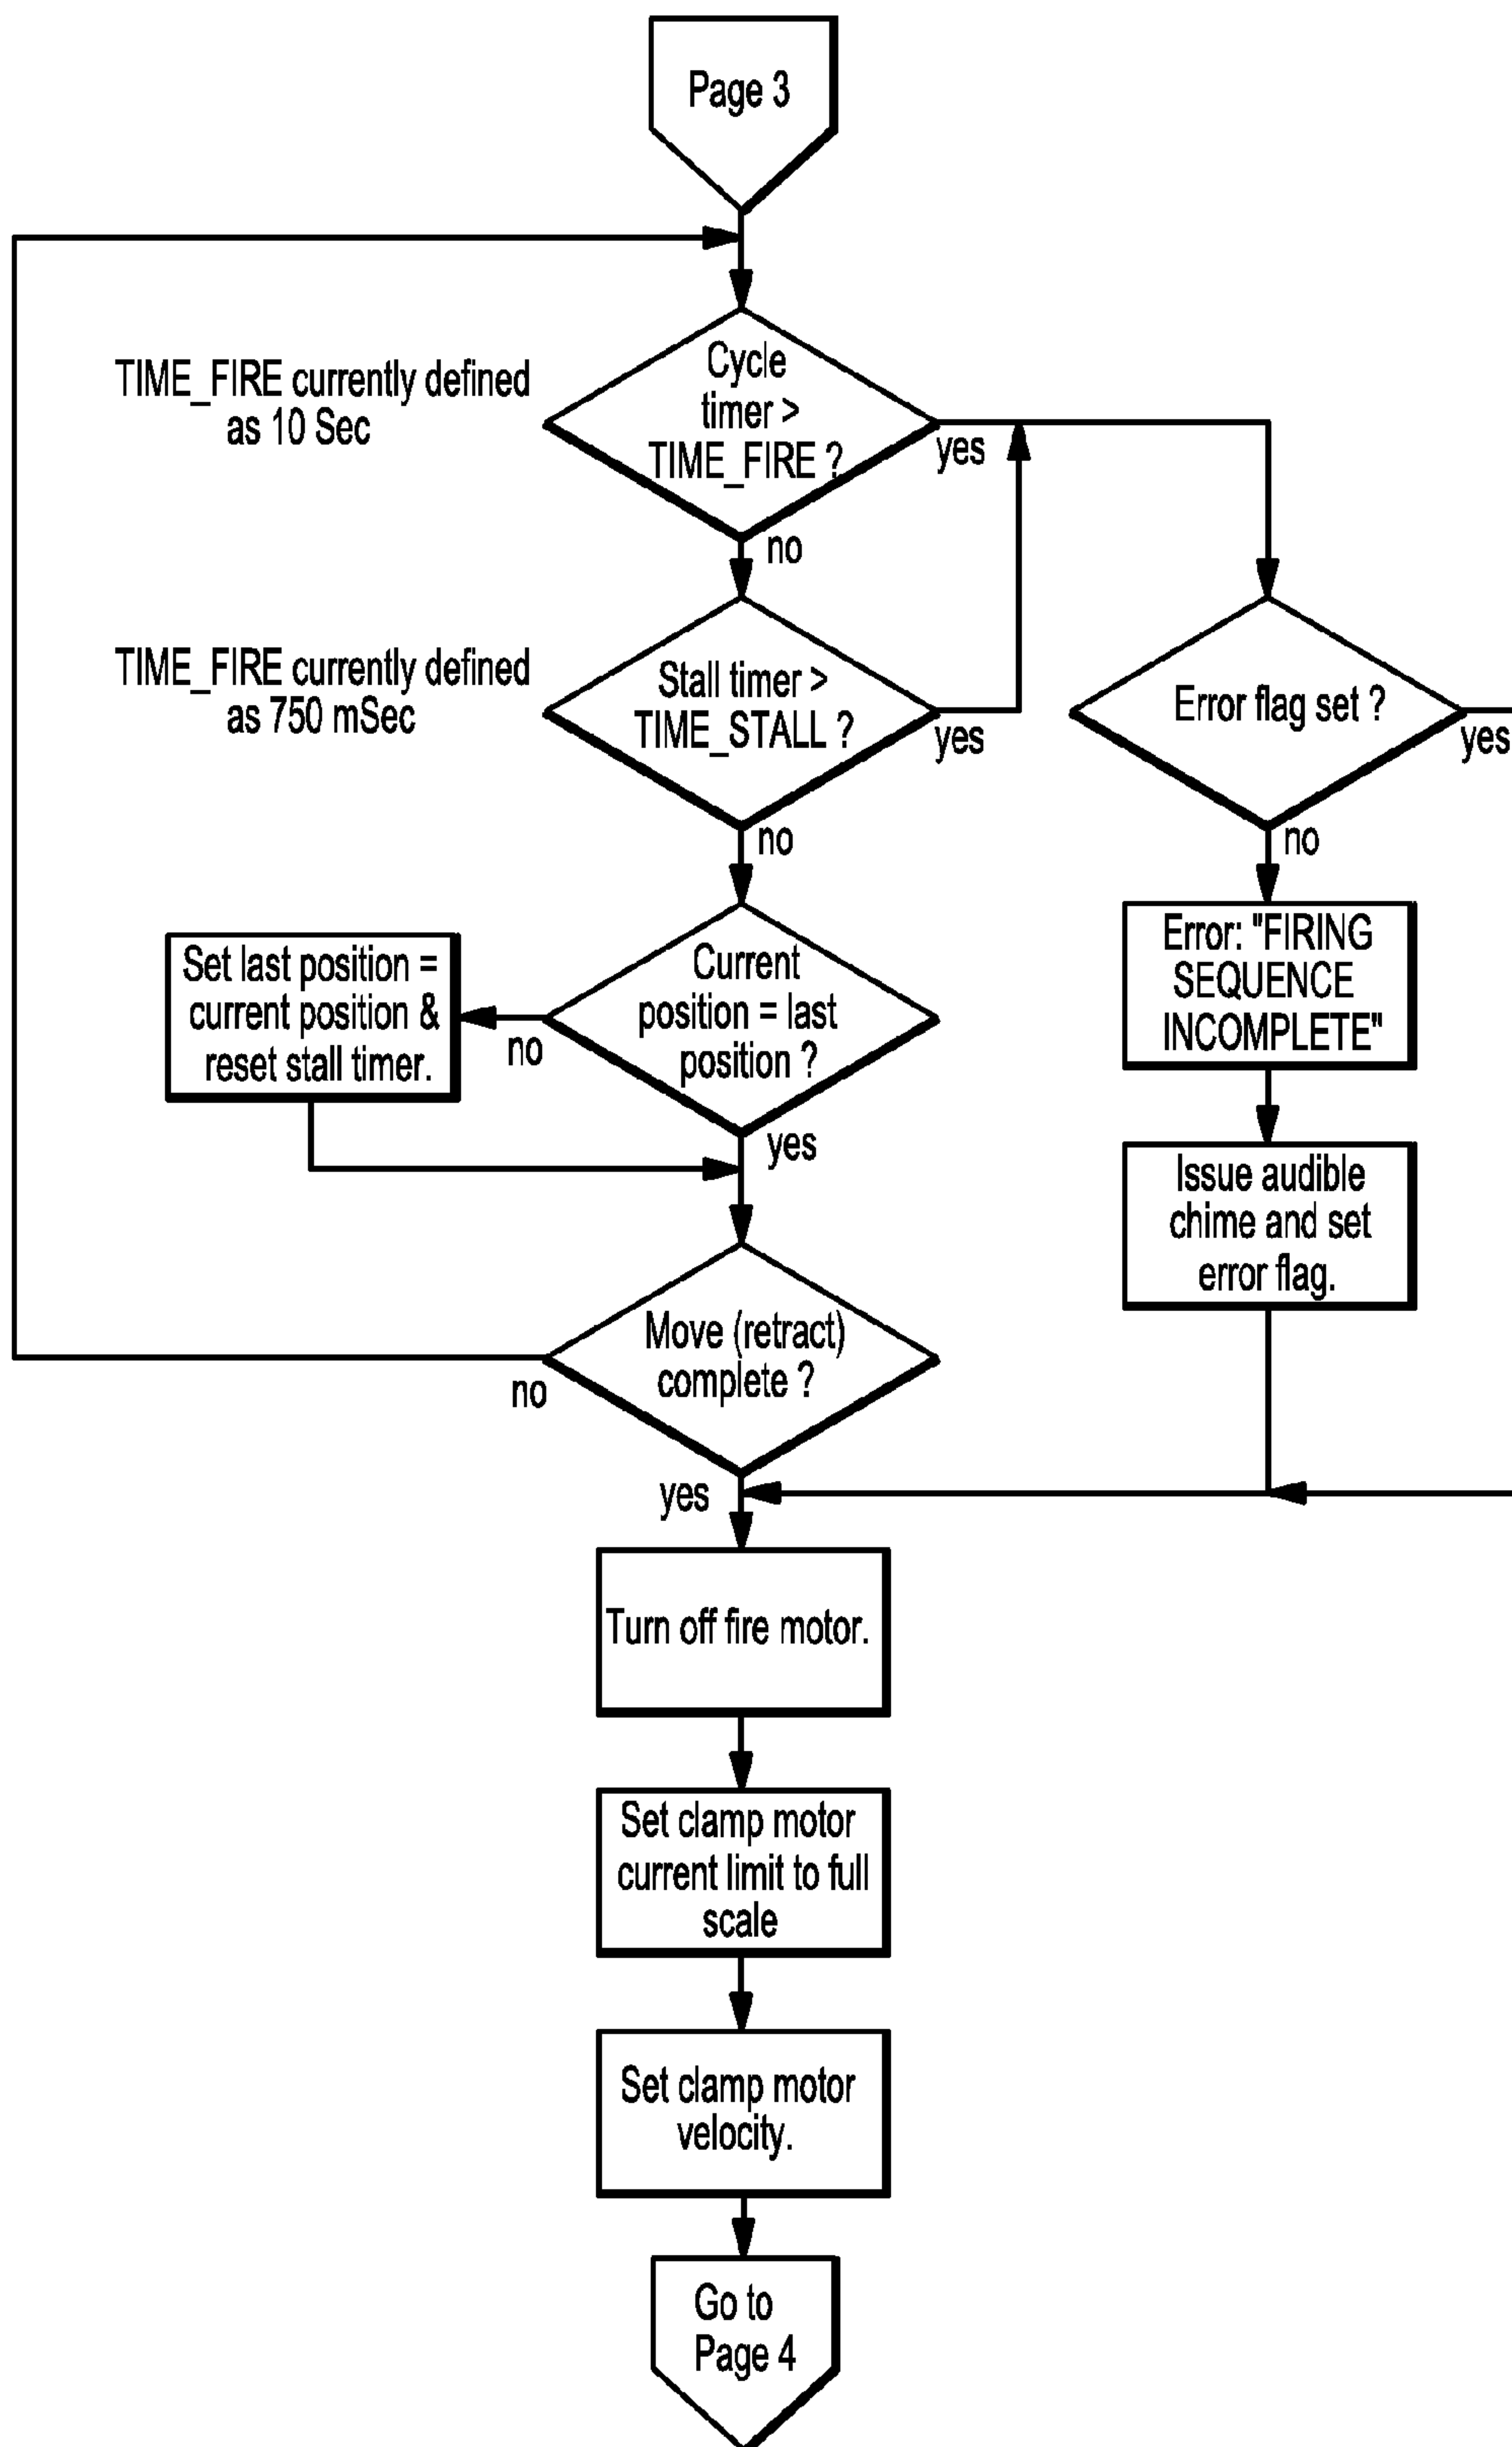 Page 3
TIME_FIRE currently defined
as 10 Sec
Cycle
timer >
TIME_FIRE ?
yes
no
TIME_FIRE currently defined
as 750 mSec
Stall timer >
TIME_STALL ?
yes
no
Error flag set ?
yes
no
Set last position =
current position &
reset stall timer.
no
Current
position = last
position ?
yes
Error: "FIRING
SEQUENCE
INCOMPLETE"
Issue audible
chime and set
error flag.
Move (retract)
complete ?
no
yes
Turn off fire motor.
Set clamp motor
current limit to full
scale
Set clamp motor
velocity.
Go to
Page 4